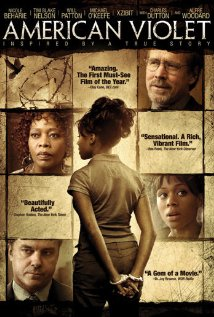 NICOLE BEHARIE
TIM BLAKE NELSON
WILL PATTON
MICHAEL O'KEEFE
XZIBIT
WITH CHARLES S. DUTTON
AND ALFRE WOODARD
AMERICAN VIOLET
INSPIRED BY A TRUE STORY
"Amazing.
The First Must-See
Film of the Year."
"Sensational. A Rich,
Vibrant Film."
"Beautifully
Acted."
"A Gem of a Movie."